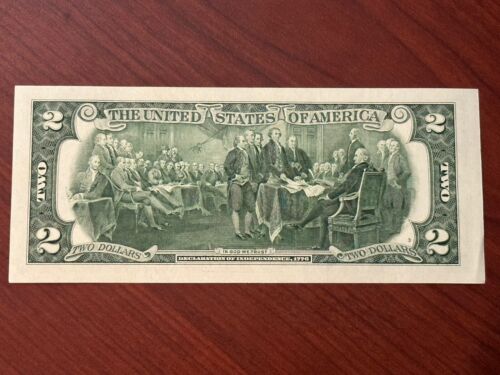 2 THE UNITED STATES OF AMERICA 2
TWO TWO
2 TWO DOLLARS IN GOD WE TRUST TWO DOLLARS 2
DECLARATION OF INDEPENDENCE, 1776